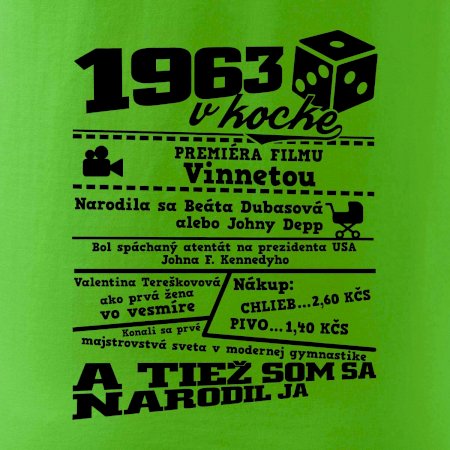 1963
v kocke
PREMIÉRA FILMU
Vinnetou
Narodila sa Beáta Dubasová
alebo Johny Depp
Bol spáchaný atentát na prezidenta USA
Johna F. Kennedyho
Valentina Tereškovová
ako prvá žena
vo vesmíre
Nákup:
CHLIEB...2,60 KČS
PIVO...1,40 KČS
Konali sa prvé
majstrovstvá sveta v modernej gymnastike
A TIEŽ SOM SA
NARODIL JA